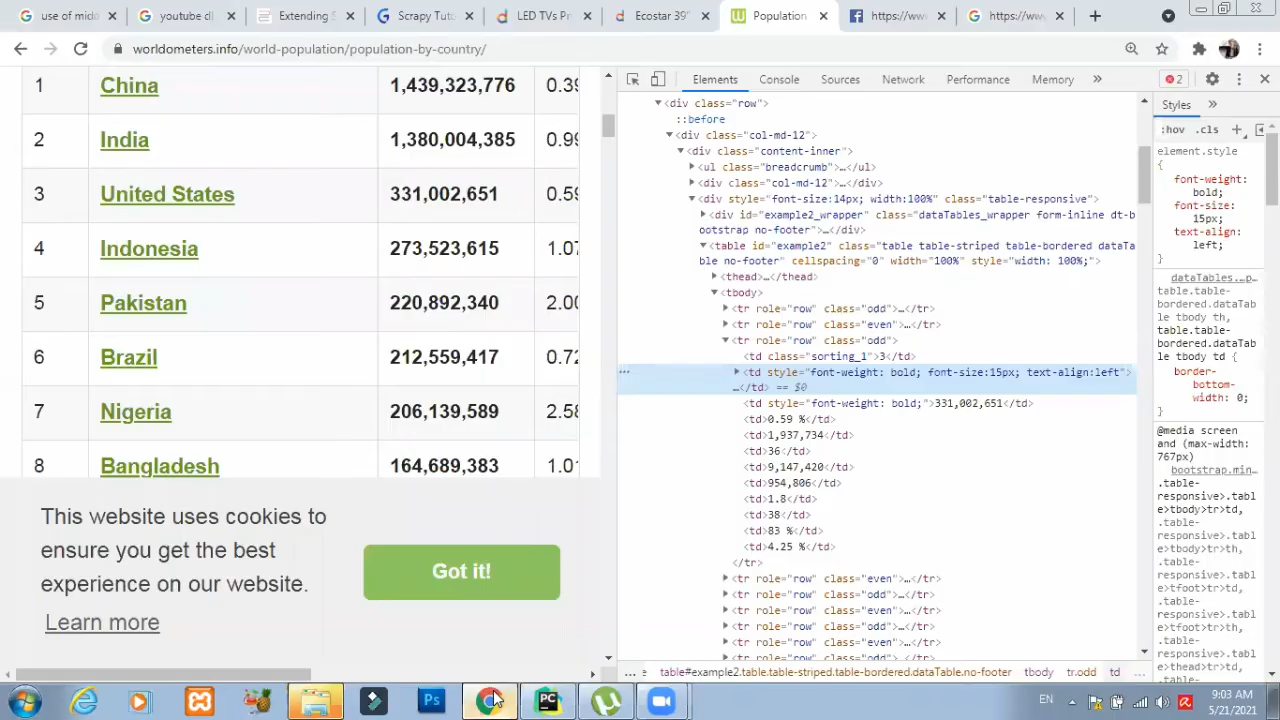 use of midd
youtube cli
Extending S
Scrapy Tuto
LED TVs Pri
Ecostar 39"
Population
https://www
https://www
worldometers.info/world-population/population-by-country/
1 China 1,439,323,776 0.39
2 India 1,380,004,385 0.99
3 United States 331,002,651 0.59
4 Indonesia 273,523,615 1.07
5 Pakistan 220,892,340 2.00
6 Brazil 212,559,417 0.72
7 Nigeria 206,139,589 2.58
8 Bangladesh 164,689,383 1.01
This website uses cookies to
ensure you get the best
experience on our website.
Learn more
Got it!
Elements Console Sources Network Performance Memory » 2
<div class="row">
::before
<div class="col-md-12">
<div class="content-inner">
<ul class="breadcrumb">…</ul>
<div class="col-md-12">…</div>
<div style="font-size:14px; width:100%" class="table-responsive">
<div id="example2_wrapper" class="dataTables_wrapper form-inline dt-b
ootstrap no-footer">…</div>
<table id="example2" class="table table-striped table-bordered dataTa
ble no-footer" cellspacing="0" width="100%" style="width: 100%;">
<thead>…</thead>
<tbody>
<tr role="row" class="odd">…</tr>
<tr role="row" class="even">…</tr>
<tr role="row" class="odd">
<td class="sorting_1">3</td>
<td style="font-weight: bold; font-size:15px; text-align:left">
…</td> == $0
<td style="font-weight: bold;">331,002,651</td>
<td>0.59 %</td>
<td>1,937,734</td>
<td>36</td>
<td>9,147,420</td>
<td>954,806</td>
<td>1.8</td>
<td>38</td>
<td>83 %</td>
<td>4.25 %</td>
</tr>
<tr role="row" class="even">…</tr>
<tr role="row" class="odd">…</tr>
<tr role="row" class="even">…</tr>
<tr role="row" class="odd">…</tr>
<tr role="row" class="even">…</tr>
<tr role="row" class="odd">…</tr>
… e table#example2.table.table-striped.table-bordered.dataTable.no-footer tbody tr.odd td …
Styles »
:hov .cls +
element.style
{
font-weight:
bold;
font-size:
15px;
text-align:
left;
}
dataTables.…p…
table.table-
bordered.dataTab
le tbody th,
table.table-
bordered.dataTab
le tbody td {
border-
bottom-
width: 0;
}
@media screen
and (max-width:
767px)
bootstrap.min…
.table-
responsive>.tabl
e>tbody>tr>td,
.table-
responsive>.tabl
e>tbody>tr>th,
.table-
responsive>.tabl
e>tfoot>tr>td,
.table-
responsive>.tabl
e>tfoot>tr>th,
.table-
responsive>.tabl
e>thead>tr>td,
Ps
PC
EN
9:03 AM
5/21/2021